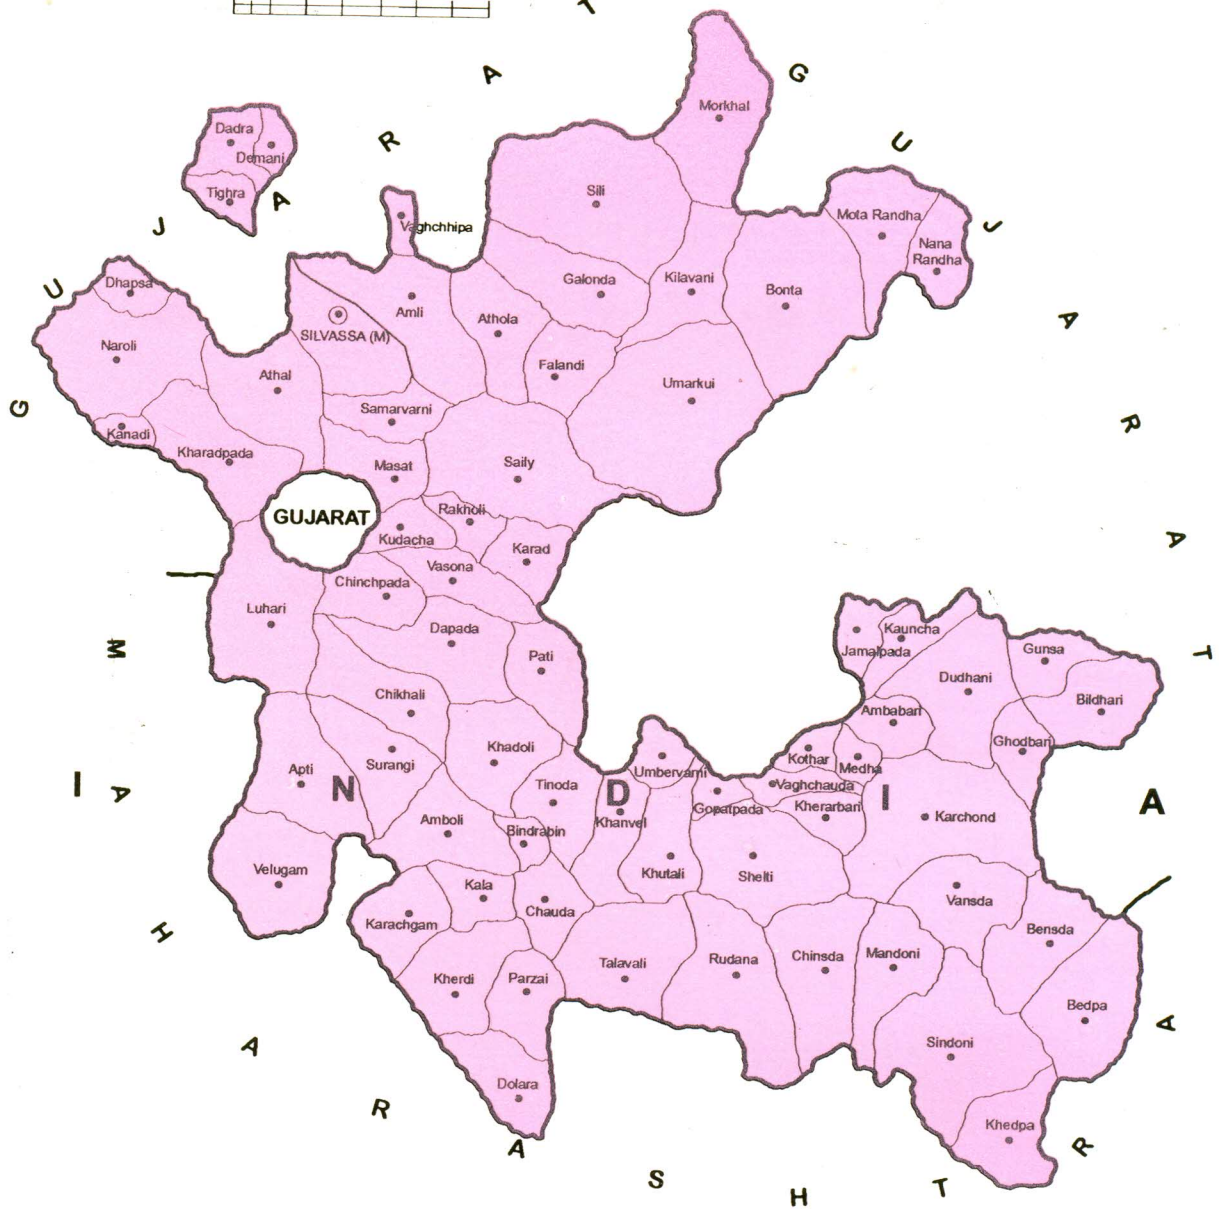 Morkhal
Dadra
Demani
Tighra
Vaghchhipa
Sili
Mota Randha
Nana
Randha
Dhapsa
SILVASSA (M)
Amli
Galonda
Kilavani
Bonta
Naroli
Athola
Athal
Falandi
Umarkui
Samarvarni
Kanadi
Kharadpada
Masat
Saily
GUJARAT
Rakholi
Kudacha
Karad
Vasona
Chinchpada
Luhari
Dapada
Pati
Kauncha
Jamalpada
Gunsa
Dudhani
Bildhari
Chikhali
Ambabari
Ghodbari
Khadoli
Surangi
Apti
Kothar
Medha
Umbervarni
Tinoda
Vaghchauda
Gopatpada
Kherarbari
Khanvel
Karchond
Amboli
Bindrabin
Velugam
Khutali
Shelti
Kala
Chauda
Karachgam
Vansda
Bensda
Kherdi
Parzai
Talavali
Rudana
Chinsda
Mandoni
Bedpa
Sindoni
Dolara
Khedpa
G U J A R A T
G U J A R A T
M A H A R A S H T R A
I N D I A